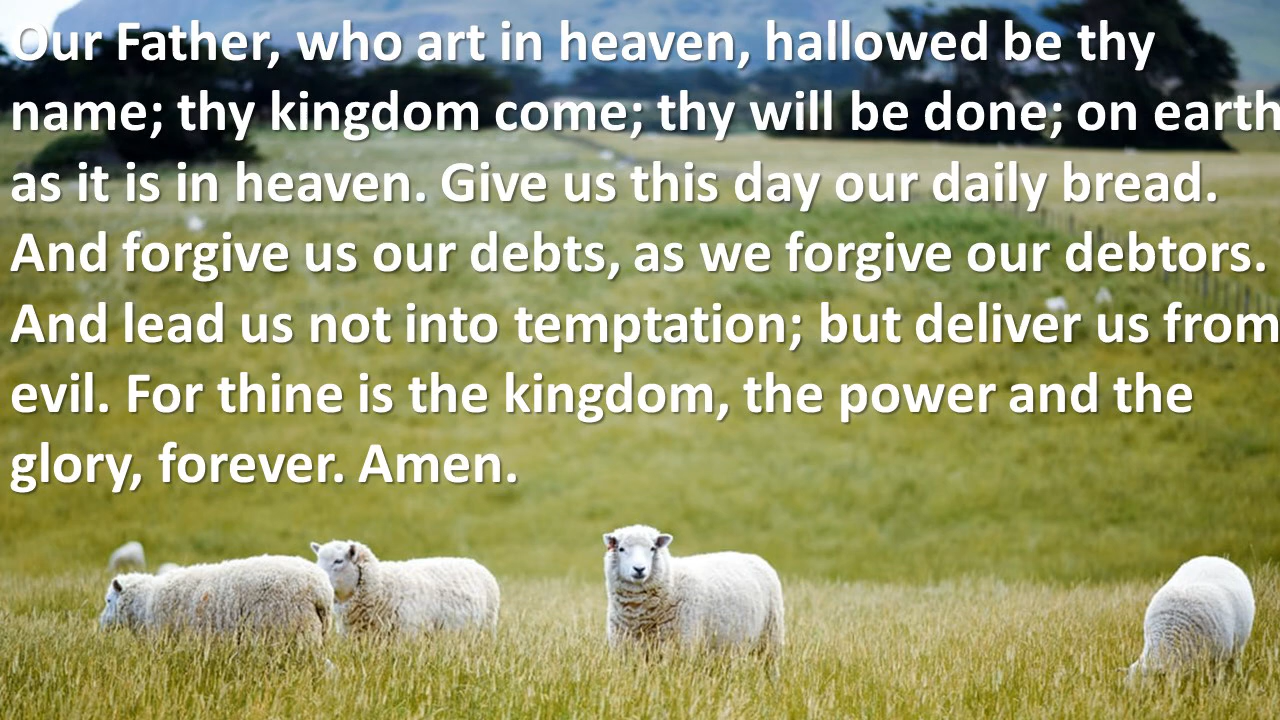 Our Father, who art in heaven, hallowed be thy
name; thy kingdom come; thy will be done; on earth
as it is in heaven. Give us this day our daily bread.
And forgive us our debts, as we forgive our debtors.
And lead us not into temptation; but deliver us from
evil. For thine is the kingdom, the power and the
glory, forever. Amen.